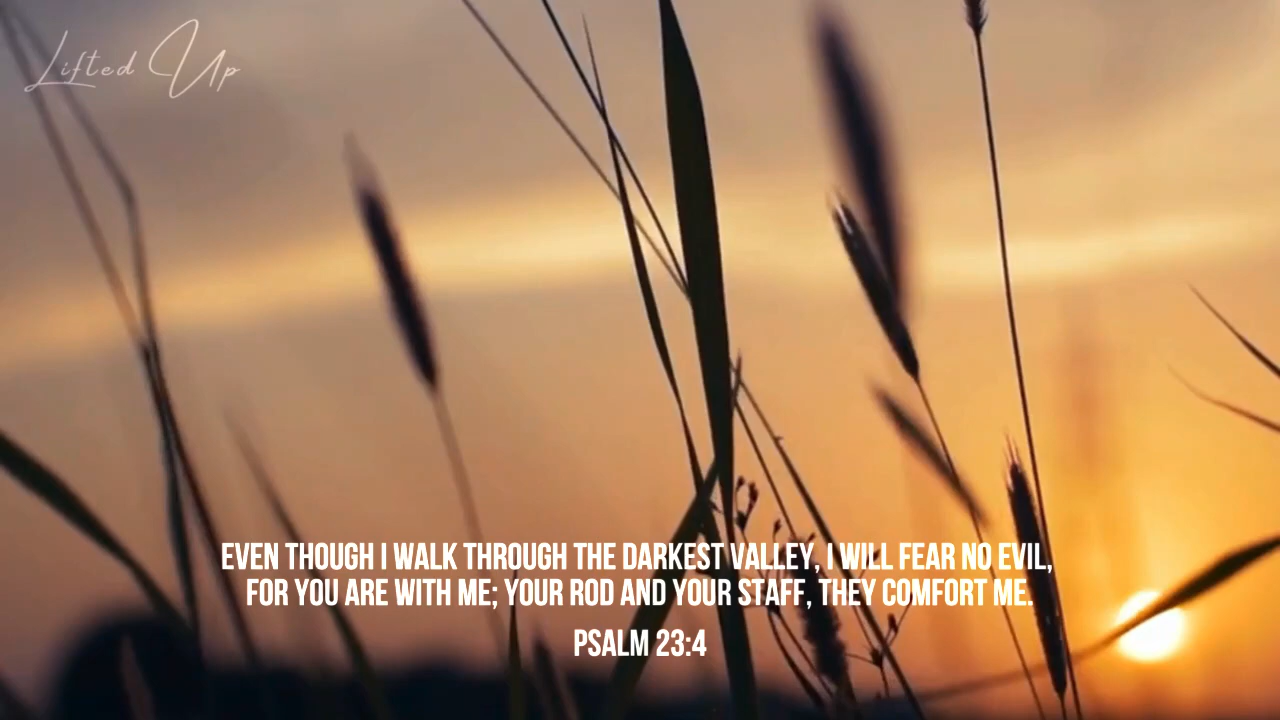 Lifted Up
EVEN THOUGH I WALK THROUGH THE DARKEST VALLEY, I WILL FEAR NO EVIL,
FOR YOU ARE WITH ME; YOUR ROD AND YOUR STAFF, THEY COMFORT ME.
PSALM 23:4